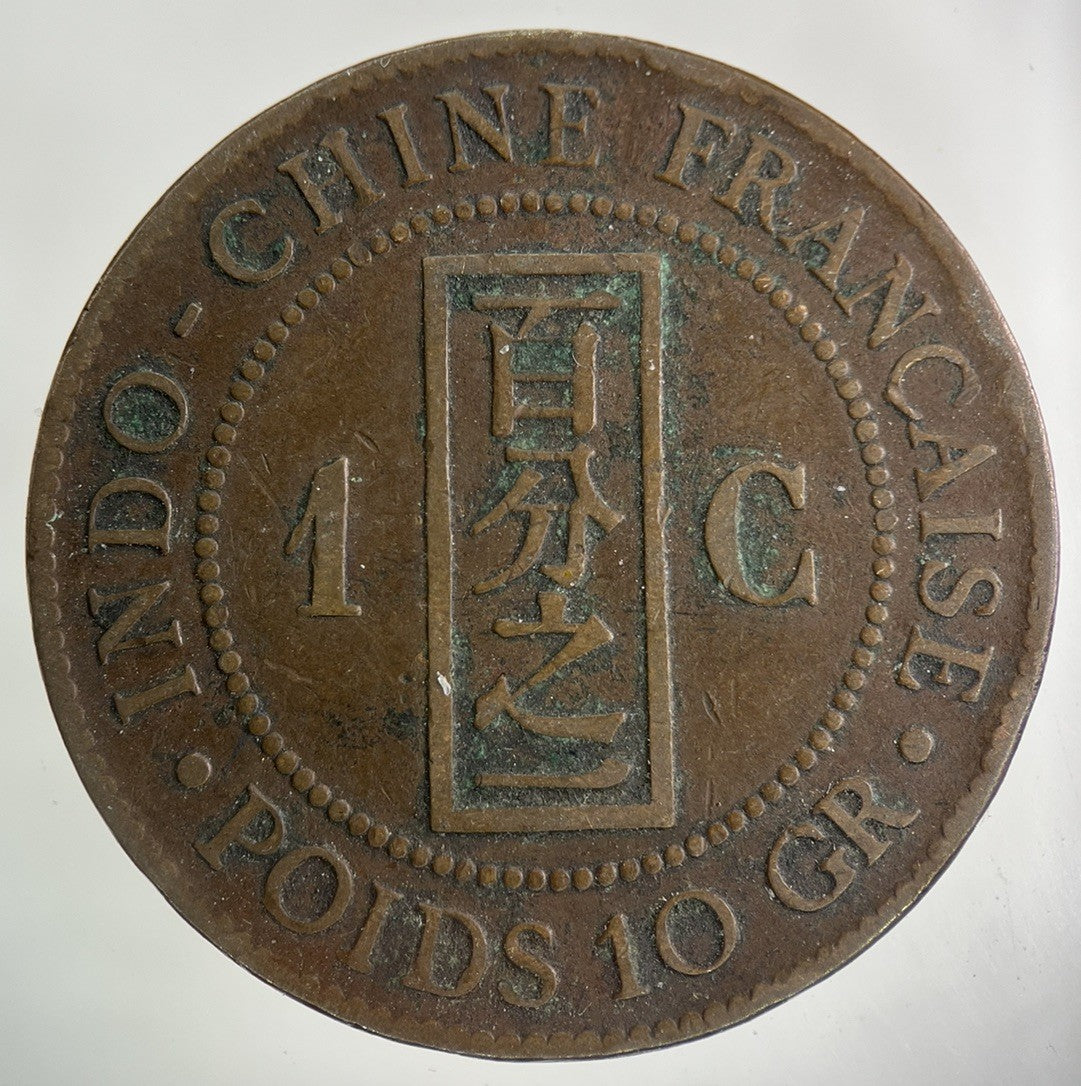 INDO - CHINE FRANÇAISE
1
百分之一
C
• POIDS 10 GR •